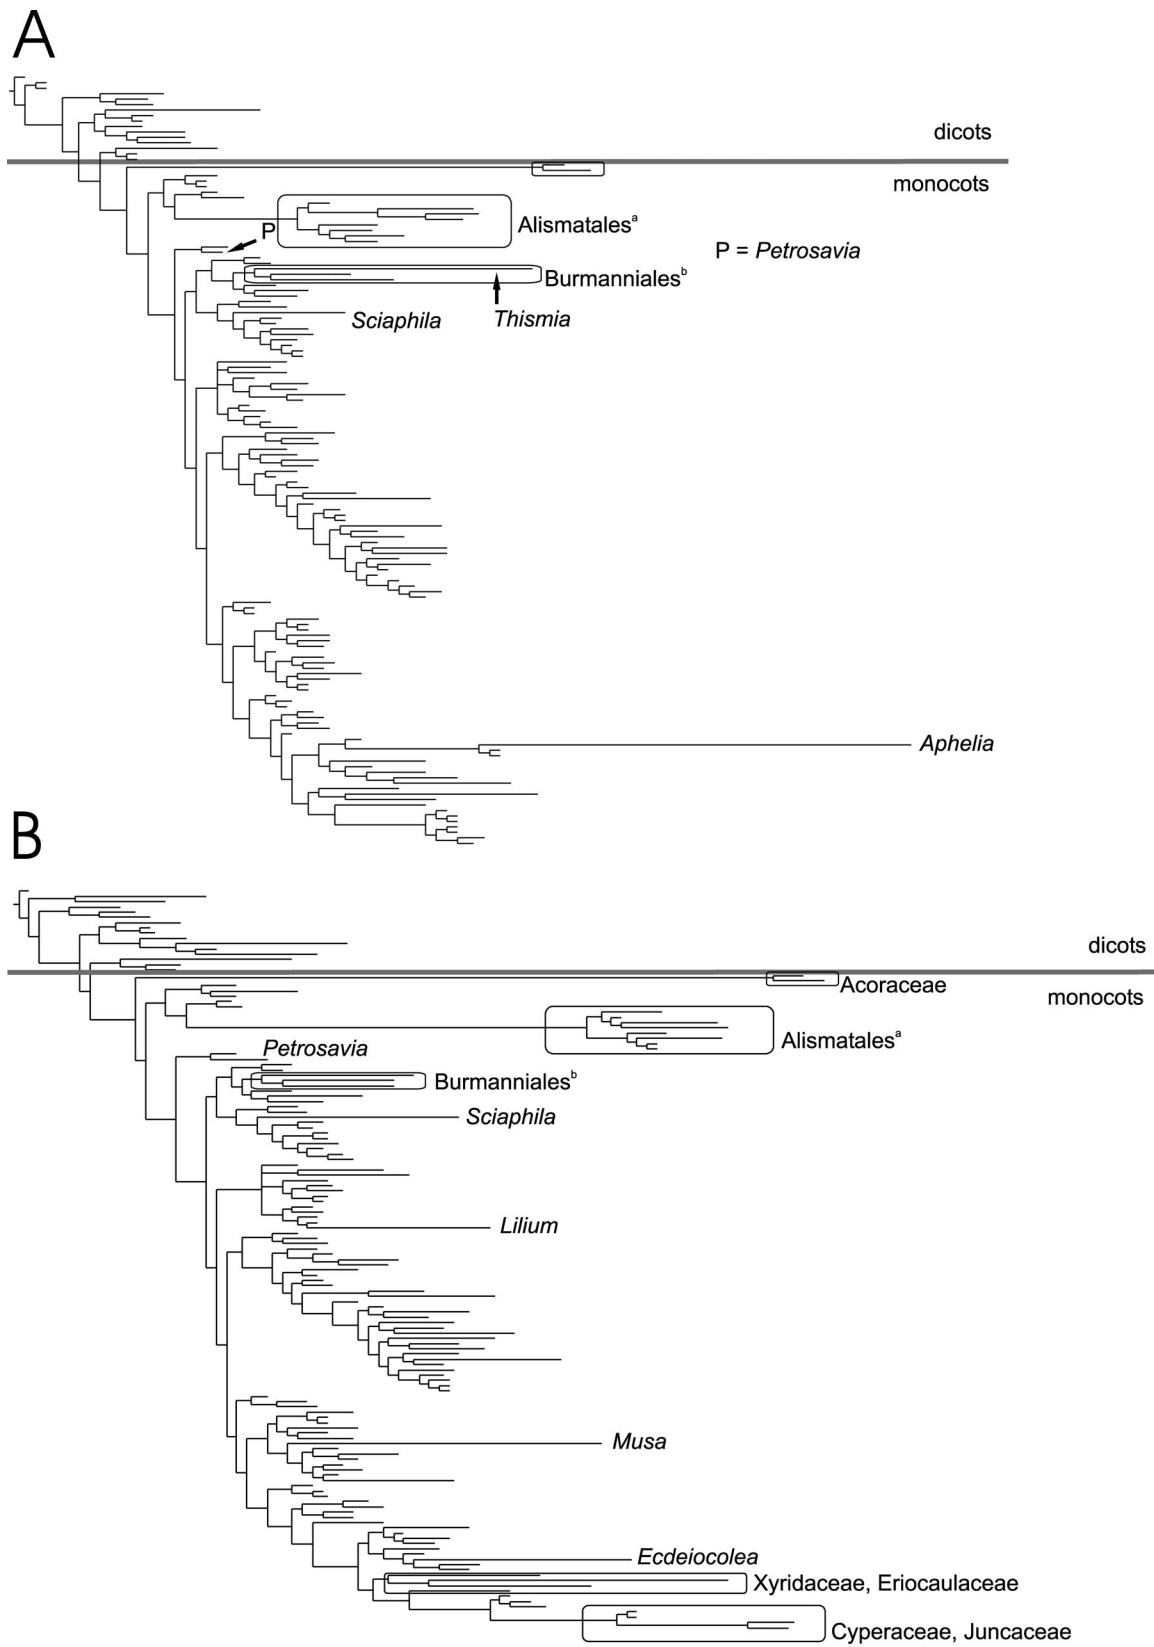 A
dicots
monocots
Alismatales^a
P
P = Petrosavia
Burmanniales^b
Sciaphila
Thismia
Aphelia
B
dicots
Acoraceae
monocots
Alismatales^a
Petrosavia
Burmanniales^b
Sciaphila
Lilium
Musa
Ecdeiocolea
Xyridaceae, Eriocaulaceae
Cyperaceae, Juncaceae